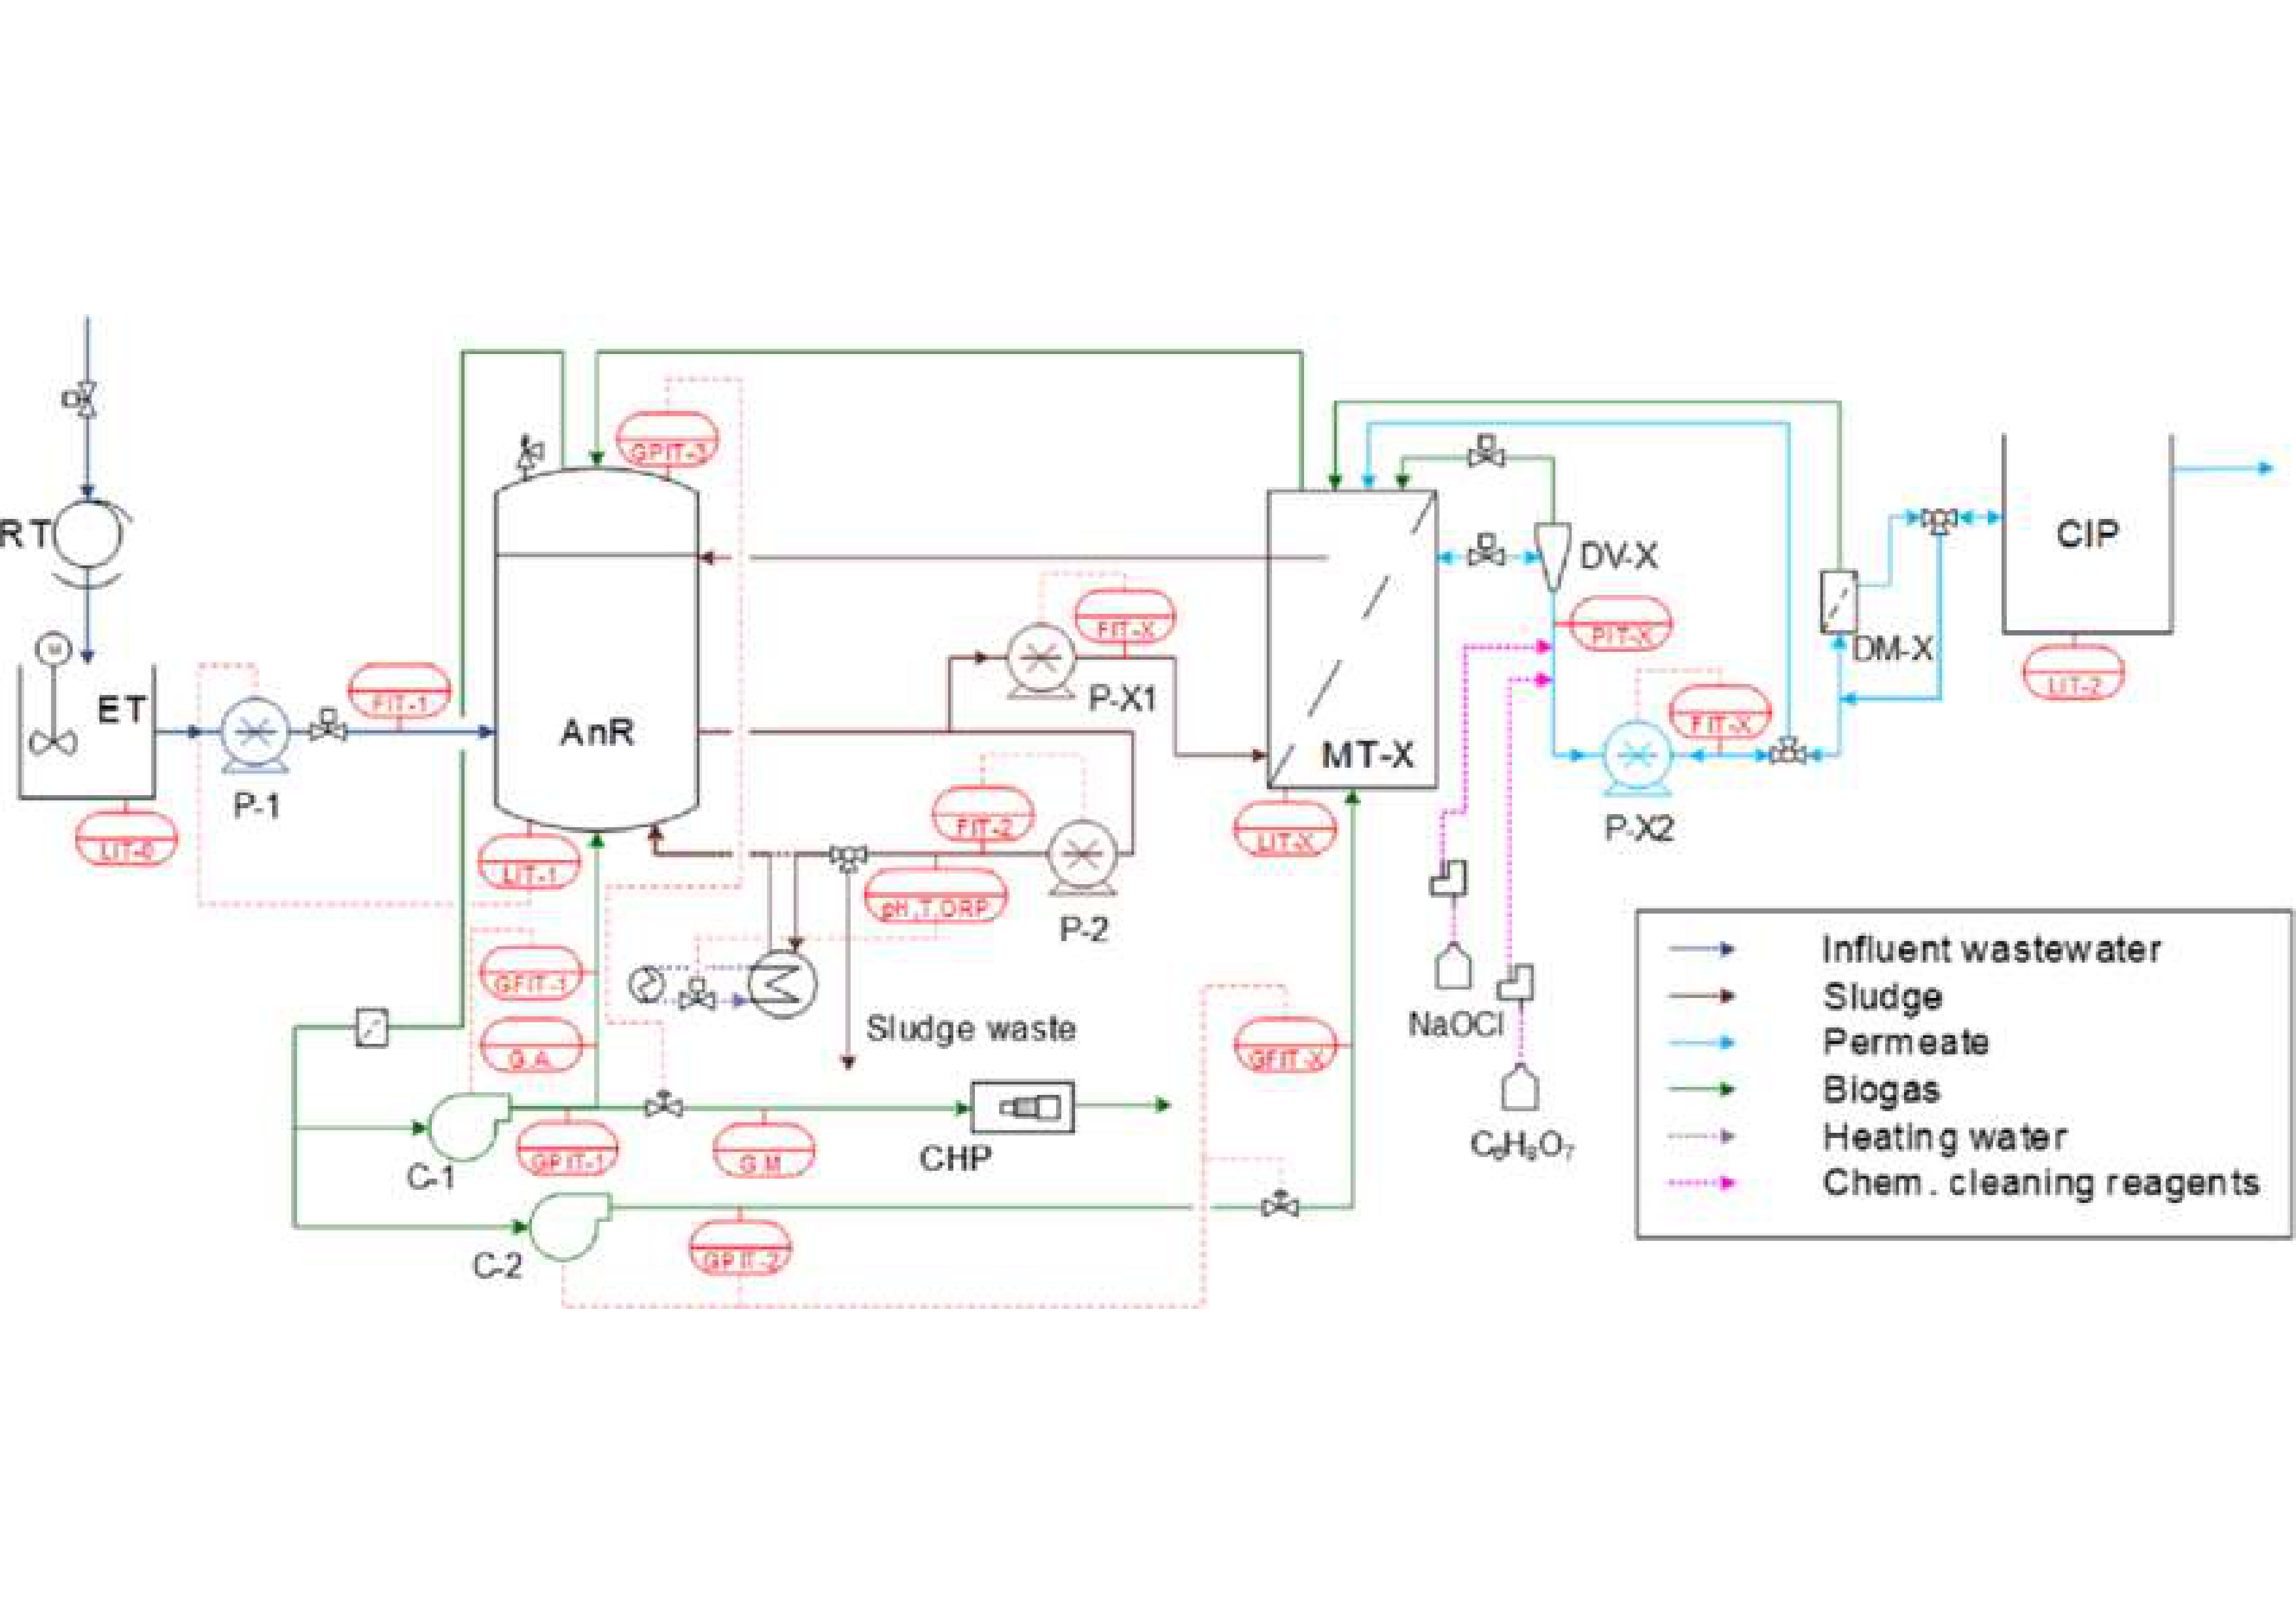 GPIT-3
RT
CIP
DV-X
FIT-X
PIT-X
DM-X
LIT-2
ET
FIT-1
P-X1
FIT-X
AnR
MT-X
P-1
FIT-2
P-X2
LIT-0
LIT-1
LIT-X
pH,T,ORP
P-2
GFIT-1
Sludge waste
NaOCl
G.A.
GFIT-X
C-1
GPIT-1
G.M
CHP
C6H8O7
C-2
GPIT-2
Influent wastewater
Sludge
Permeate
Biogas
Heating water
Chem. cleaning reagents